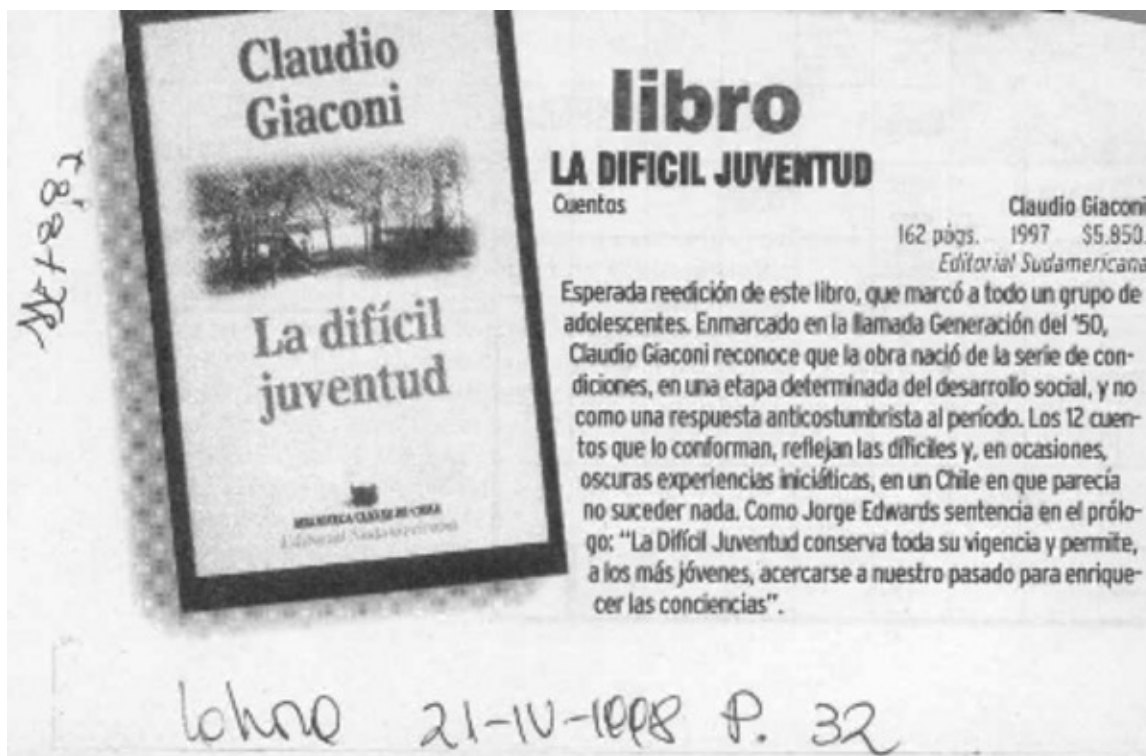 Claudio
Giaconi
La difícil
juventud
BIBLIOTECA CLAVES DE CHILE
Editorial Sudamericana
libro
LA DIFICIL JUVENTUD
Cuentos
Claudio Giaconi
162 págs. 1997 $5.850.
Editorial Sudamericana
Esperada reedición de este libro, que marcó a todo un grupo de
adolescentes. Enmarcado en la llamada Generación del '50,
Claudio Giaconi reconoce que la obra nació de la serie de con-
diciones, en una etapa determinada del desarrollo social, y no
como una respuesta anticostumbrista al período. Los 12 cuen-
tos que lo conforman, reflejan las difíciles y, en ocasiones,
oscuras experiencias iniciáticas, en un Chile en que parecía
no suceder nada. Como Jorge Edwards sentencia en el prólo-
go: "La Difícil Juventud conserva toda su vigencia y permite,
a los más jóvenes, acercarse a nuestro pasado para enrique-
cer las conciencias".
21-IV-1998 P. 32